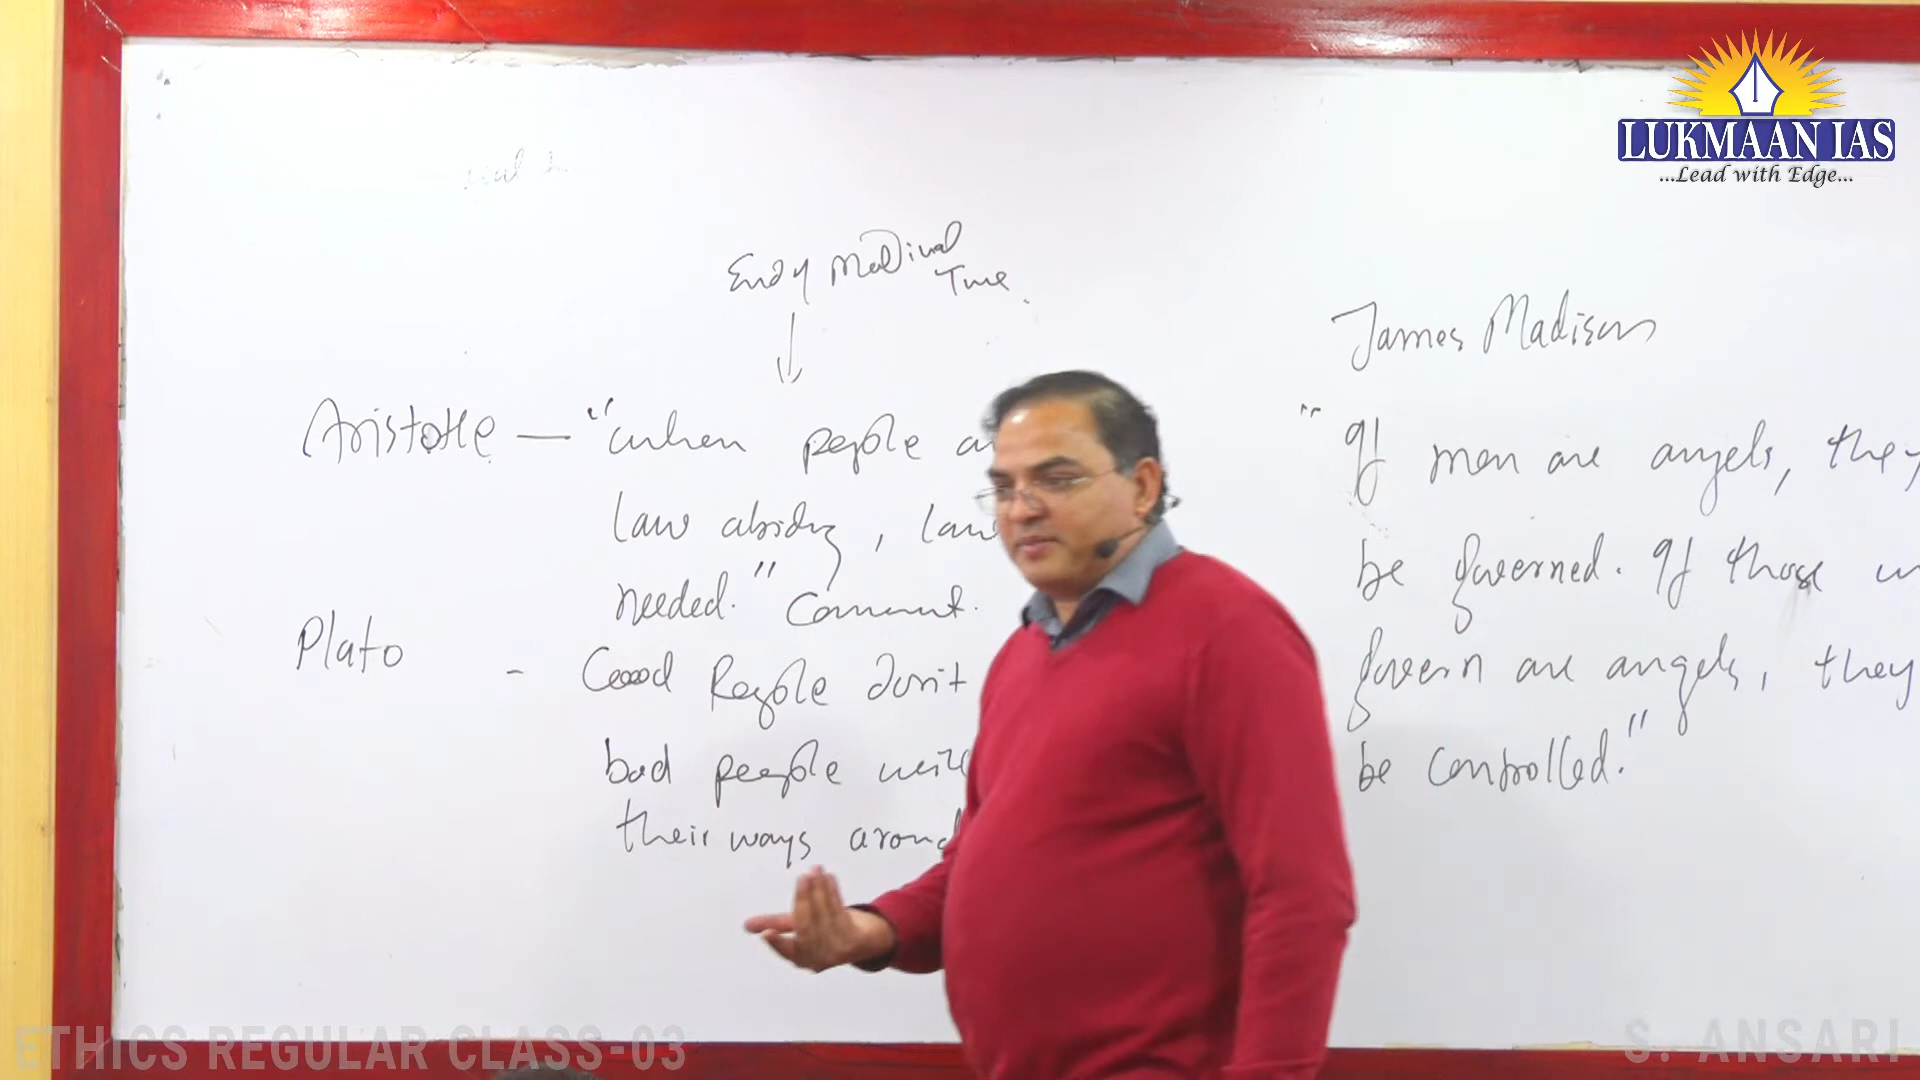 LUKMAAN IAS
...Lead with Edge...
End of Medival
Time
Aristotle — "when people a
law abiding, law
needed." Comment.
Plato - Good People don't
bad people will
their ways around
James Madison
"If men are angels, they
be governed. If those w
govern are angels, they
be controlled."
ETHICS REGULAR CLASS-03
S. ANSARI